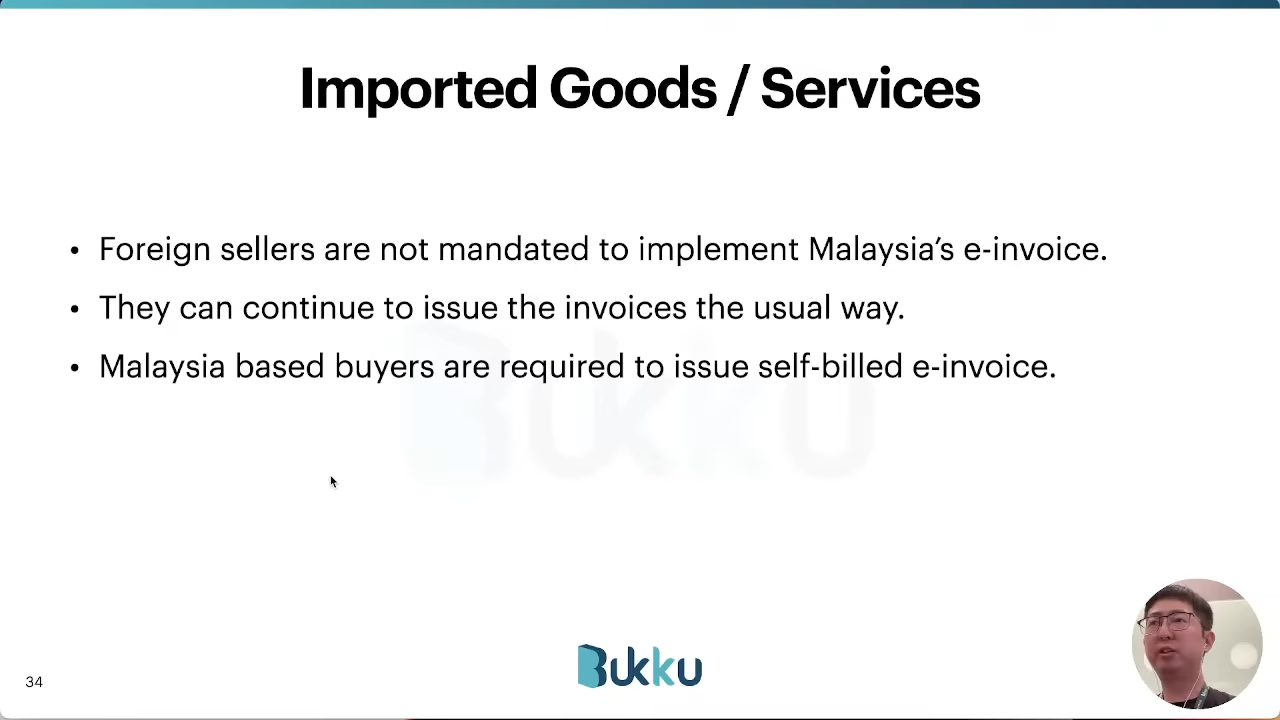 Imported Goods / Services
• Foreign sellers are not mandated to implement Malaysia’s e-invoice.
• They can continue to issue the invoices the usual way.
• Malaysia based buyers are required to issue self-billed e-invoice.
Bukku
34
Bukku